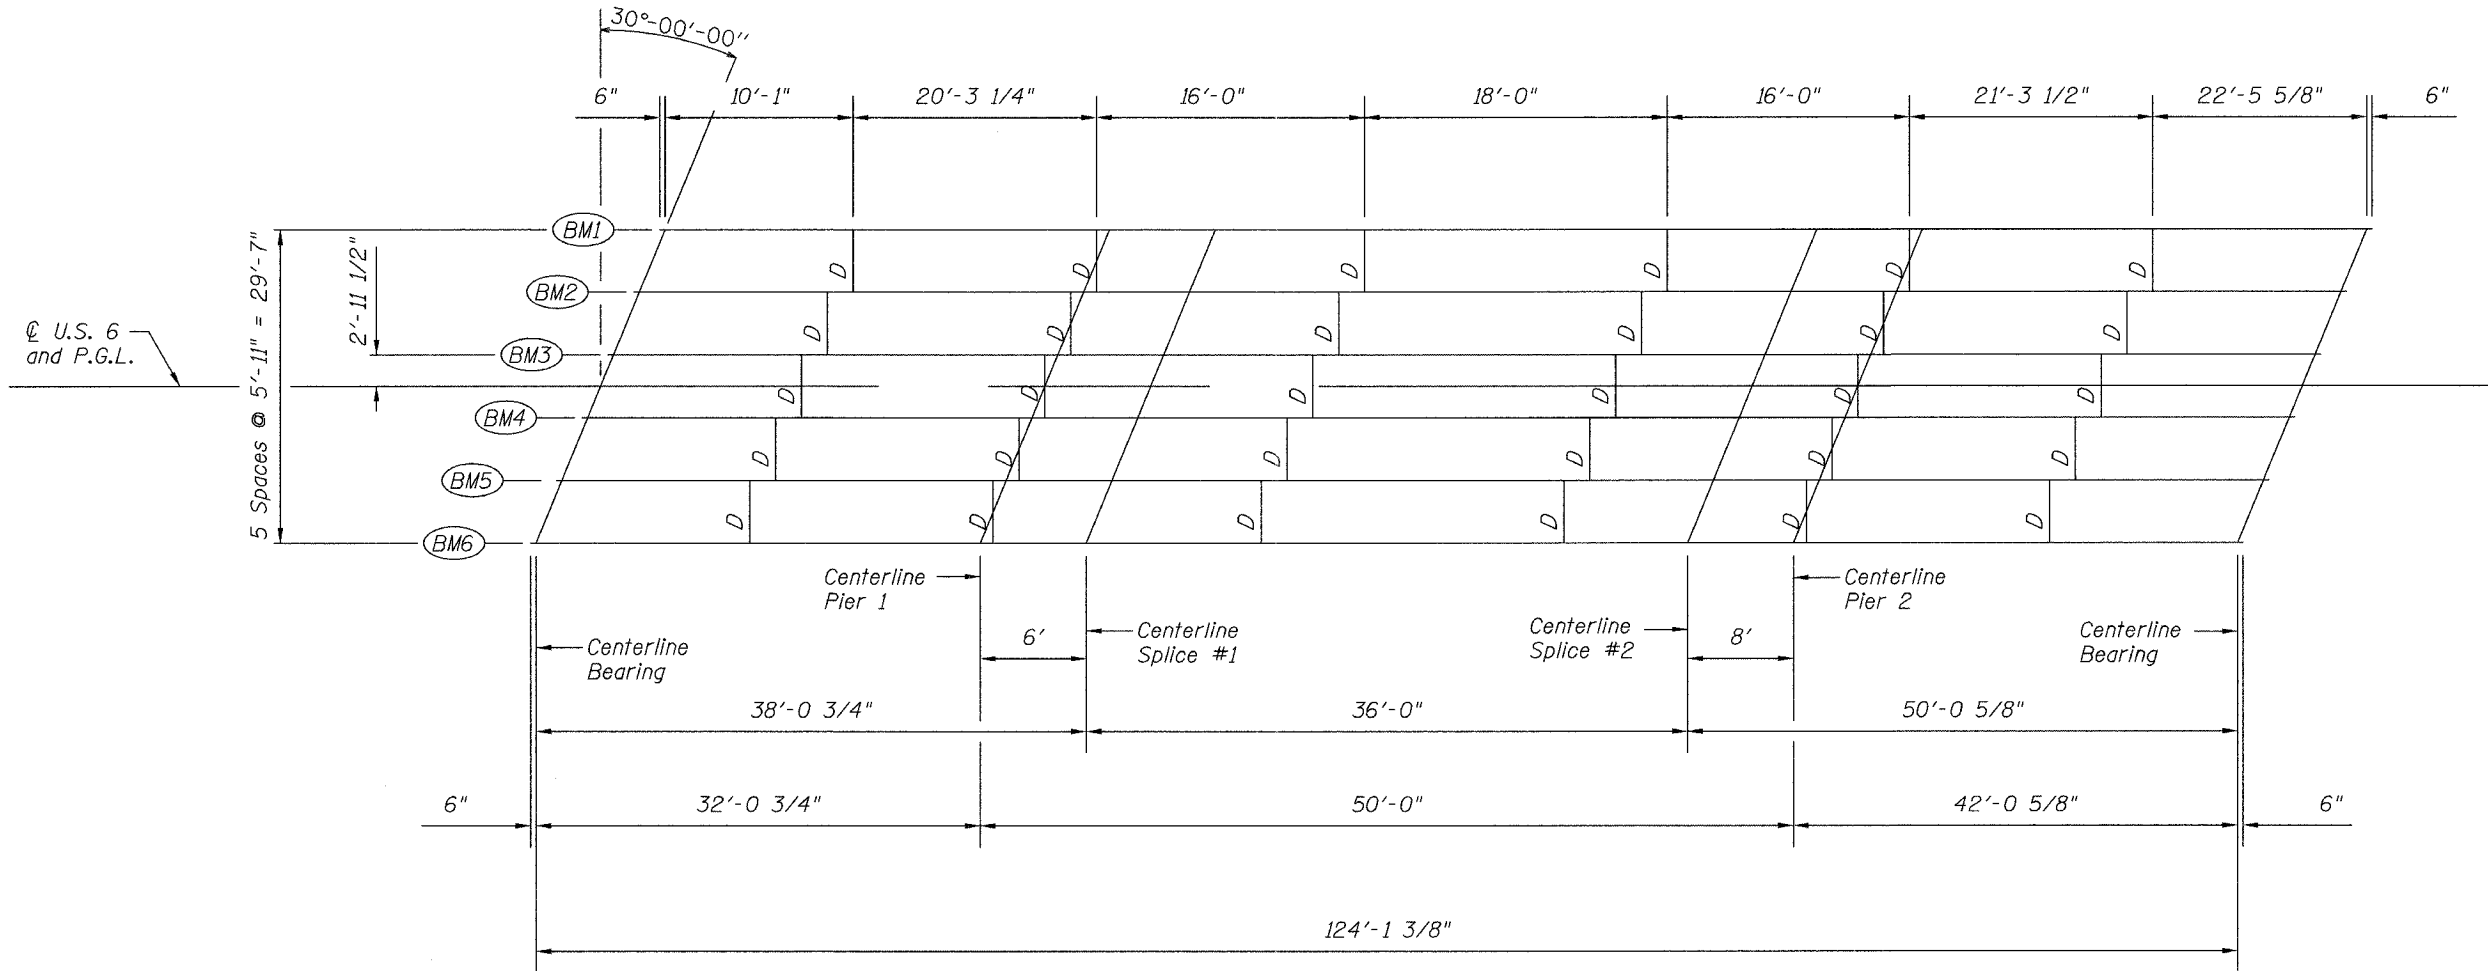 30°-00'-00''
6" 10'-1" 20'-3 1/4" 16'-0" 18'-0" 16'-0" 21'-3 1/2" 22'-5 5/8" 6"
5 Spaces @ 5'-11" = 29'-7"
2'-11 1/2"
℄ U.S. 6
and P.G.L.
BM1
D D D D D D
BM2
D D D D D D
BM3
D D D D D D
BM4
D D D D D D
BM5
D D D D D D
BM6
Centerline
Pier 1
Centerline
Pier 2
Centerline
Bearing
6'
Centerline
Splice #1
Centerline
Splice #2
8'
Centerline
Bearing
38'-0 3/4" 36'-0" 50'-0 5/8"
6" 32'-0 3/4" 50'-0" 42'-0 5/8" 6"
124'-1 3/8"